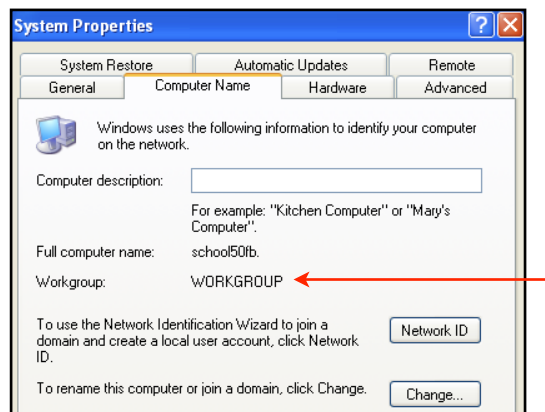 System Properties
System Restore Automatic Updates Remote
General Computer Name Hardware Advanced
Windows uses the following information to identify your computer
on the network.
Computer description:
For example: "Kitchen Computer" or "Mary's
Computer".
Full computer name: school50fb.
Workgroup: WORKGROUP
To use the Network Identification Wizard to join a
domain and create a local user account, click Network
ID.
Network ID
To rename this computer or join a domain, click Change.
Change...